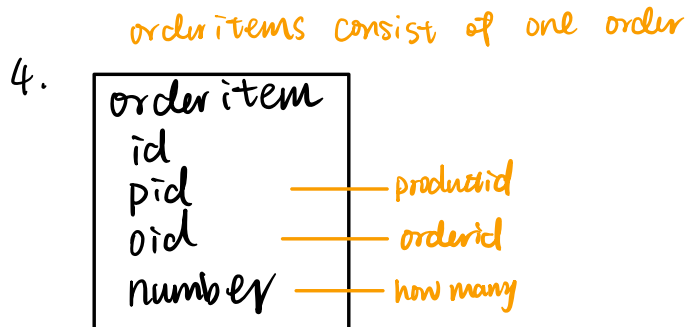 orderitems consist of one order
4.
orderitem
id
pid productid
oid orderid
number how many